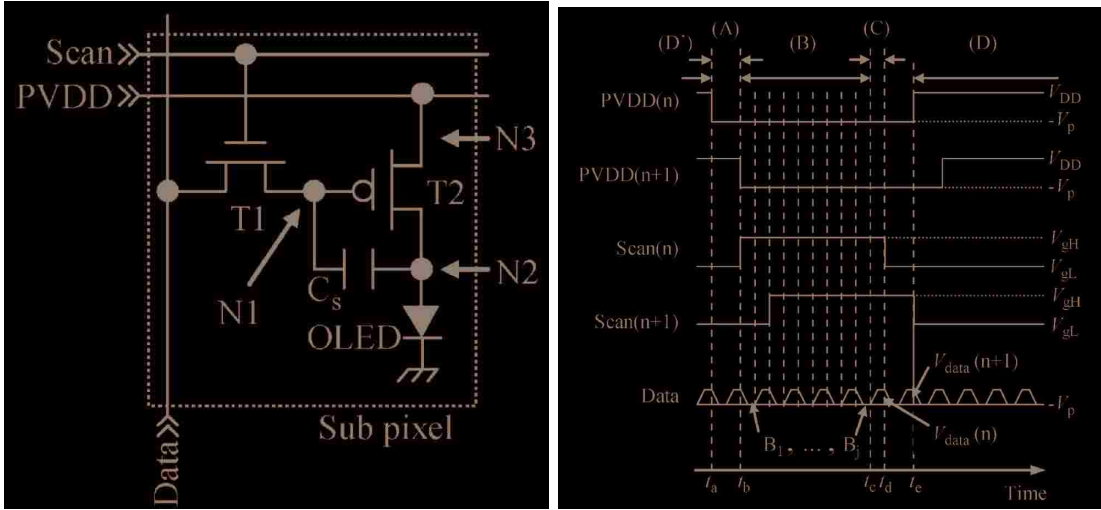 Scan
PVDD
N3
T2
T1
N2
N1
Cs
OLED
Sub pixel
Data
(D`) (A) (B) (C) (D)
PVDD(n)
VDD
-Vp
PVDD(n+1)
VDD
-Vp
Scan(n)
VgH
VgL
Scan(n+1)
VgH
VgL
Vdata (n+1)
Data
-Vp
B1 , ... , Bj
Vdata (n)
ta tb tc td te Time